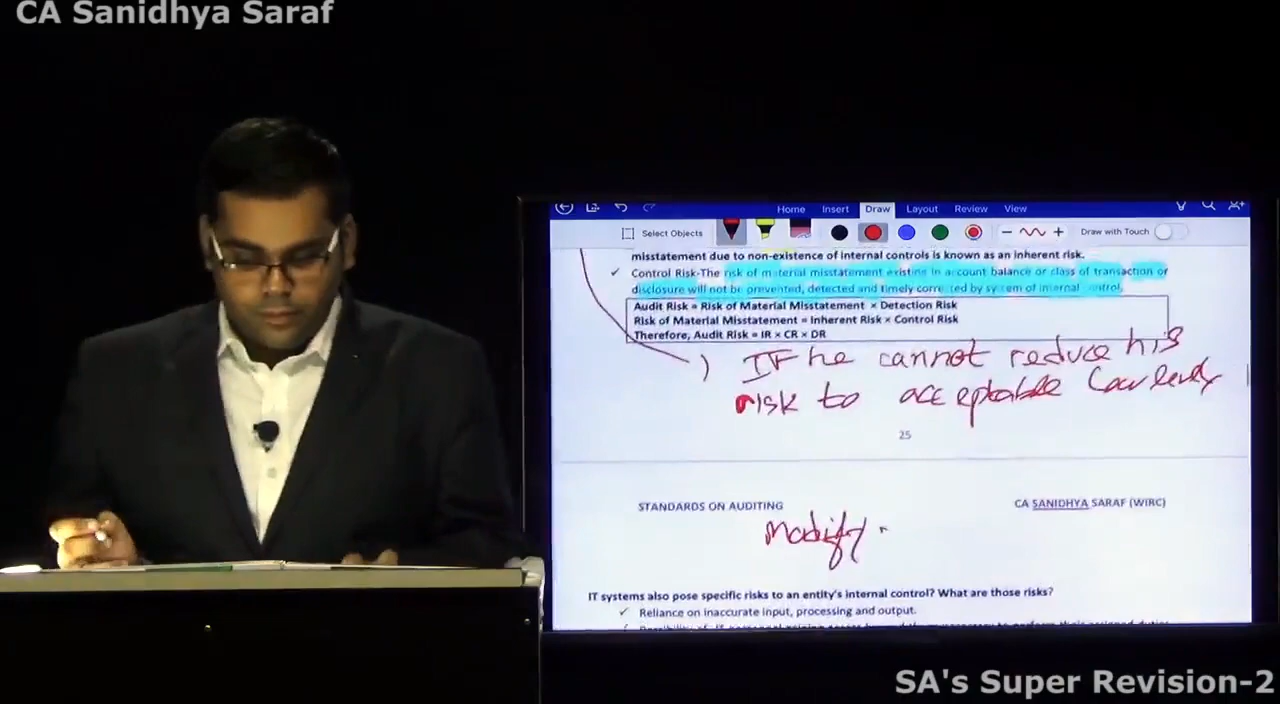 CA Sanidhya Saraf
Home Insert Draw Layout Review View
Select Objects
Draw with Touch
misstatement due to non-existence of internal controls is known as an inherent risk.
✓ Control Risk-The risk of material misstatement existing in account balance or class of transaction or
disclosure will not be prevented, detected and timely corrected by system of internal control.
Audit Risk = Risk of Material Misstatement × Detection Risk
Risk of Material Misstatement = Inherent Risk × Control Risk
Therefore, Audit Risk = IR × CR × DR
IF he cannot reduce his
risk to acceptable low
25
STANDARDS ON AUDITING CA SANIDHYA SARAF (WIRC)
Modify
IT systems also pose specific risks to an entity's internal control? What are those risks?
✓ Reliance on inaccurate input, processing and output.
SA's Super Revision-2